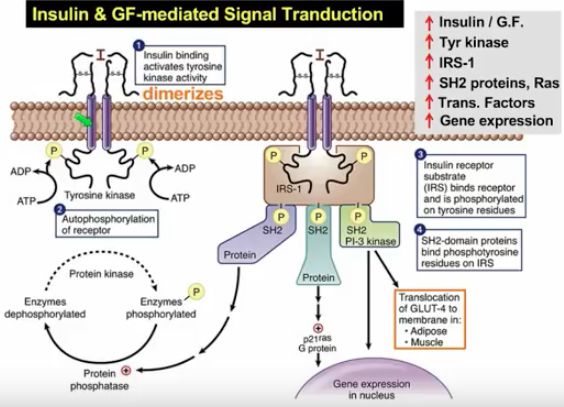 Insulin & GF-mediated Signal Tranduction
↑ Insulin / G.F.
↑ Tyr kinase
↑ IRS-1
↑ SH2 proteins, Ras
↑ Trans. Factors
↑ Gene expression
1
Insulin binding
activates tyrosine
kinase activity
dimerizes
I
I
S-S
S-S
S-S
S-S
P
P
ADP
ATP
ADP
ATP
Tyrosine kinase
2
Autophosphorylation
of receptor
P
P
IRS-1
P
P
P
SH2
SH2
SH2
PI-3 kinase
Protein
Protein
3
Insulin receptor
substrate
(IRS) binds receptor
and is phosphorylated
on tyrosine residues
4
SH2-domain proteins
bind phosphotyrosine
residues on IRS
Protein kinase
Enzymes
dephosphorylated
Enzymes
phosphorylated
P
Protein
phosphatase
+
+
p21ras
G protein
Translocation
of GLUT-4 to
membrane in:
• Adipose
• Muscle
Gene expression
in nucleus